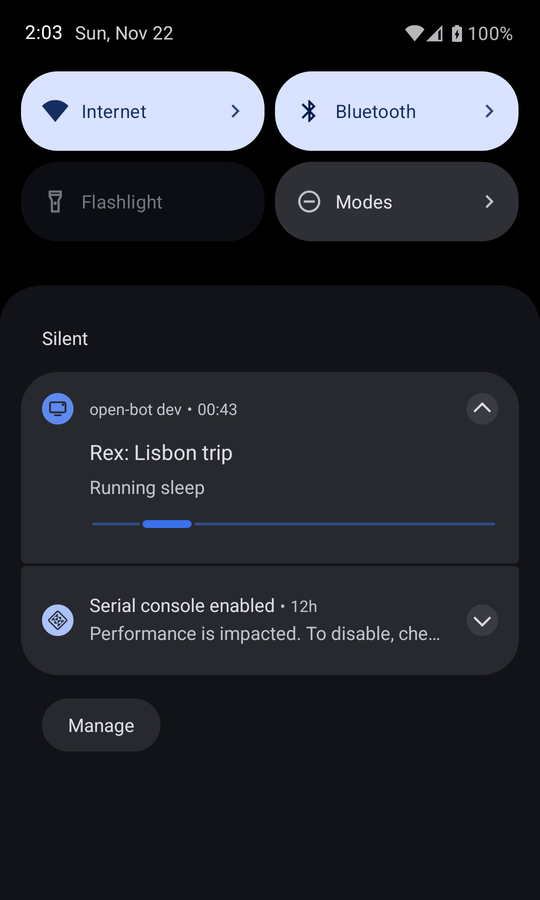 2:03 Sun, Nov 22 100%
Internet Bluetooth
Flashlight Modes
Silent
open-bot dev • 00:43
Rex: Lisbon trip
Running sleep
Serial console enabled • 12h
Performance is impacted. To disable, che…
Manage